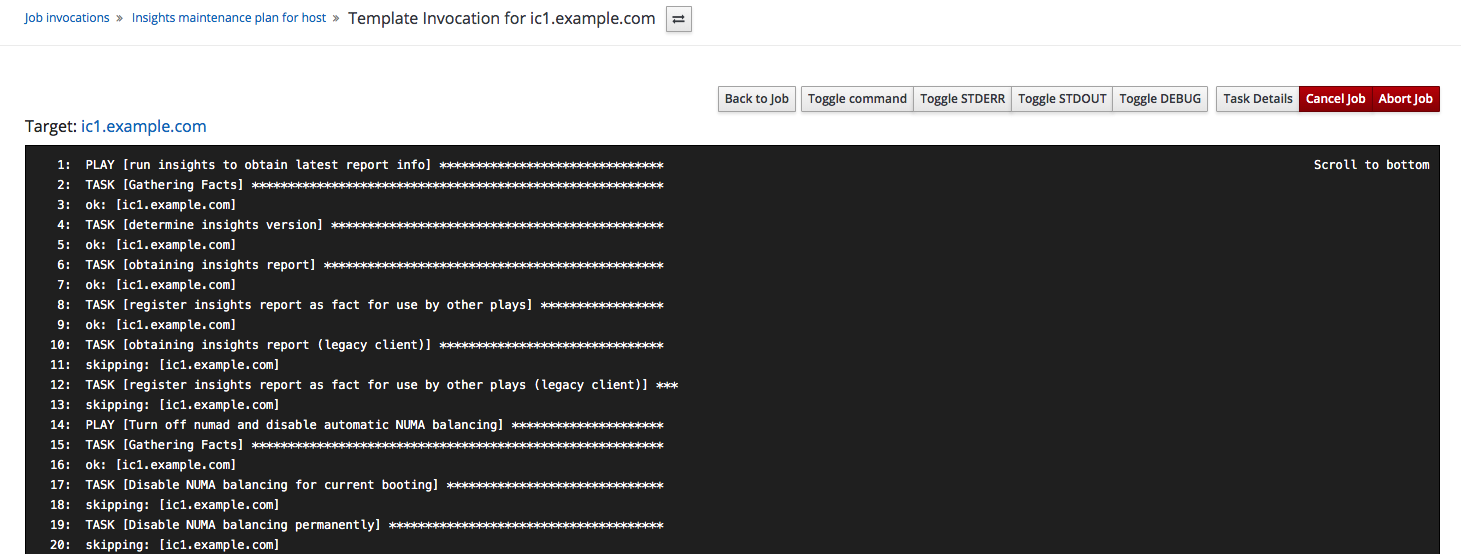 Job invocations » Insights maintenance plan for host » Template Invocation for ic1.example.com
Back to Job Toggle command Toggle STDERR Toggle STDOUT Toggle DEBUG Task Details Cancel Job Abort Job
Target: ic1.example.com
1: PLAY [run insights to obtain latest report info] ******************************* Scroll to bottom
2: TASK [Gathering Facts] *********************************************************
3: ok: [ic1.example.com]
4: TASK [determine insights version] **********************************************
5: ok: [ic1.example.com]
6: TASK [obtaining insights report] ***********************************************
7: ok: [ic1.example.com]
8: TASK [register insights report as fact for use by other plays] *****************
9: ok: [ic1.example.com]
10: TASK [obtaining insights report (legacy client)] *******************************
11: skipping: [ic1.example.com]
12: TASK [register insights report as fact for use by other plays (legacy client)] ***
13: skipping: [ic1.example.com]
14: PLAY [Turn off numad and disable automatic NUMA balancing] *********************
15: TASK [Gathering Facts] *********************************************************
16: ok: [ic1.example.com]
17: TASK [Disable NUMA balancing for current booting] ******************************
18: skipping: [ic1.example.com]
19: TASK [Disable NUMA balancing permanently] **************************************
20: skipping: [ic1.example.com]